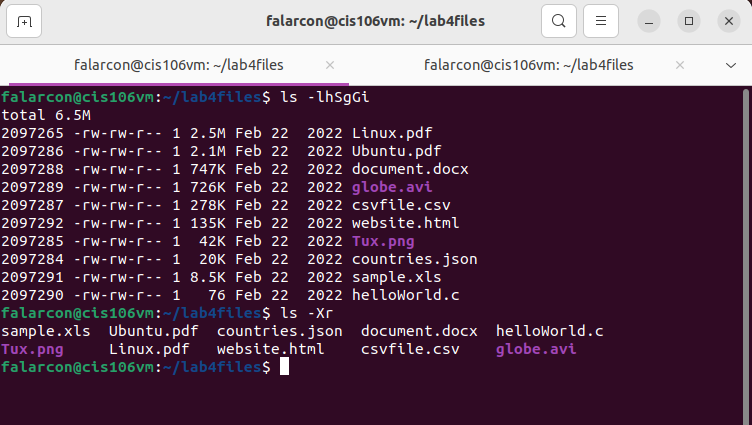 falarcon@cis106vm: ~/lab4files
falarcon@cis106vm: ~/lab4files × falarcon@cis106vm: ~/lab4files ×
falarcon@cis106vm:~/lab4files$ ls -lhSgGi
total 6.5M
2097265 -rw-rw-r-- 1 2.5M Feb 22  2022 Linux.pdf
2097286 -rw-rw-r-- 1 2.1M Feb 22  2022 Ubuntu.pdf
2097288 -rw-rw-r-- 1 747K Feb 22  2022 document.docx
2097289 -rw-rw-r-- 1 726K Feb 22  2022 globe.avi
2097287 -rw-rw-r-- 1 278K Feb 22  2022 csvfile.csv
2097292 -rw-rw-r-- 1 135K Feb 22  2022 website.html
2097285 -rw-rw-r-- 1  42K Feb 22  2022 Tux.png
2097284 -rw-rw-r-- 1  20K Feb 22  2022 countries.json
2097291 -rw-rw-r-- 1 8.5K Feb 22  2022 sample.xls
2097290 -rw-rw-r-- 1   76 Feb 22  2022 helloWorld.c
falarcon@cis106vm:~/lab4files$ ls -Xr
sample.xls  Ubuntu.pdf  countries.json  document.docx  helloWorld.c
Tux.png     Linux.pdf   website.html    csvfile.csv    globe.avi
falarcon@cis106vm:~/lab4files$